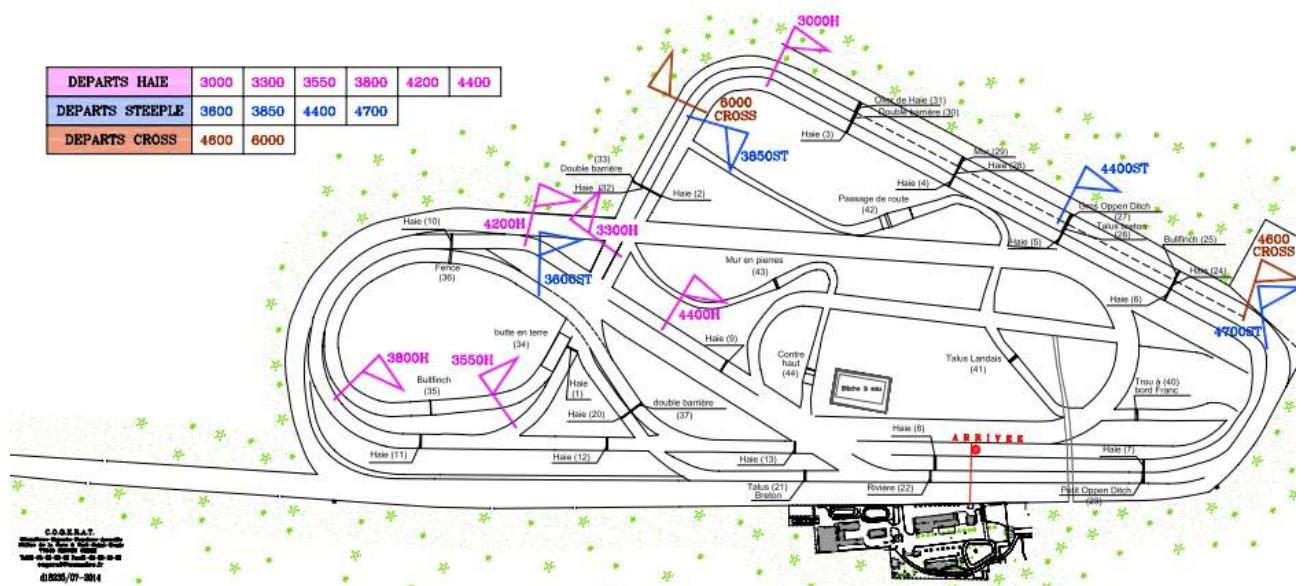 3000H
DEPARTS HAIE 3000 3300 3550 3800 4200 4400
DEPARTS STEEPLE 3600 3850 4400 4700
DEPARTS CROSS 4600 6000
6000
CROSS
Oxer de Haie (31)
Double barrière (30)
Haie (3)
3850ST
Mur (29)
Haie (28)
Haie (4)
4400ST
(33)
Double barrière
Haie (32)
Haie (2)
Passage de route
(42)
Gros Oppen Ditch
(27)
Talus breton
(26)
Haie (5)
Bullfinch (25)
Haie (24)
Haie (6)
4600
CROSS
4700ST
Haie (10)
4200H
3300H
Fence
(36)
3600ST
Mur en pierres
(43)
4400H
butte en terre
(34)
Haie (9)
Contre
haut
(44)
Bâche à eau
Talus Landais
(41)
Trou à (40)
bord Franc
3800H
3550H
Bullfinch
(35)
Haie
(1)
Haie (20)
double barrière
(37)
Haie (8)
ARRIVEE
Haie (7)
Haie (11)
Haie (12)
Haie (13)
Talus (21)
Breton
Rivière (22)
Petit Oppen Ditch
(23)
C.O.G.E.R.A.T.
d18235/07-2014